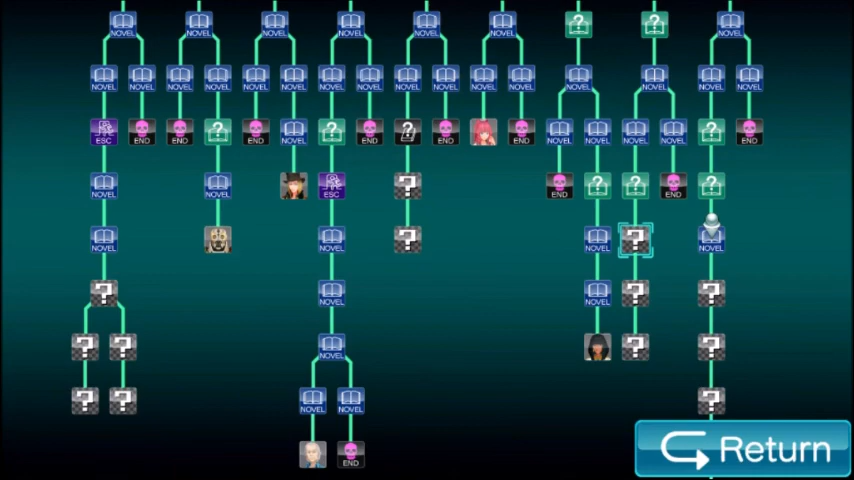 NOVEL NOVEL NOVEL NOVEL NOVEL NOVEL ? ? NOVEL
NOVEL NOVEL NOVEL NOVEL NOVEL NOVEL NOVEL NOVEL NOVEL NOVEL NOVEL NOVEL NOVEL NOVEL NOVEL NOVEL
ESC END END ? END NOVEL ? END ? END END NOVEL NOVEL NOVEL NOVEL ? END
NOVEL NOVEL ESC ? END ? ? END ?
NOVEL NOVEL ? NOVEL ? NOVEL
? NOVEL NOVEL ? ?
? ? NOVEL ? ?
? ? NOVEL NOVEL ?
END
Return